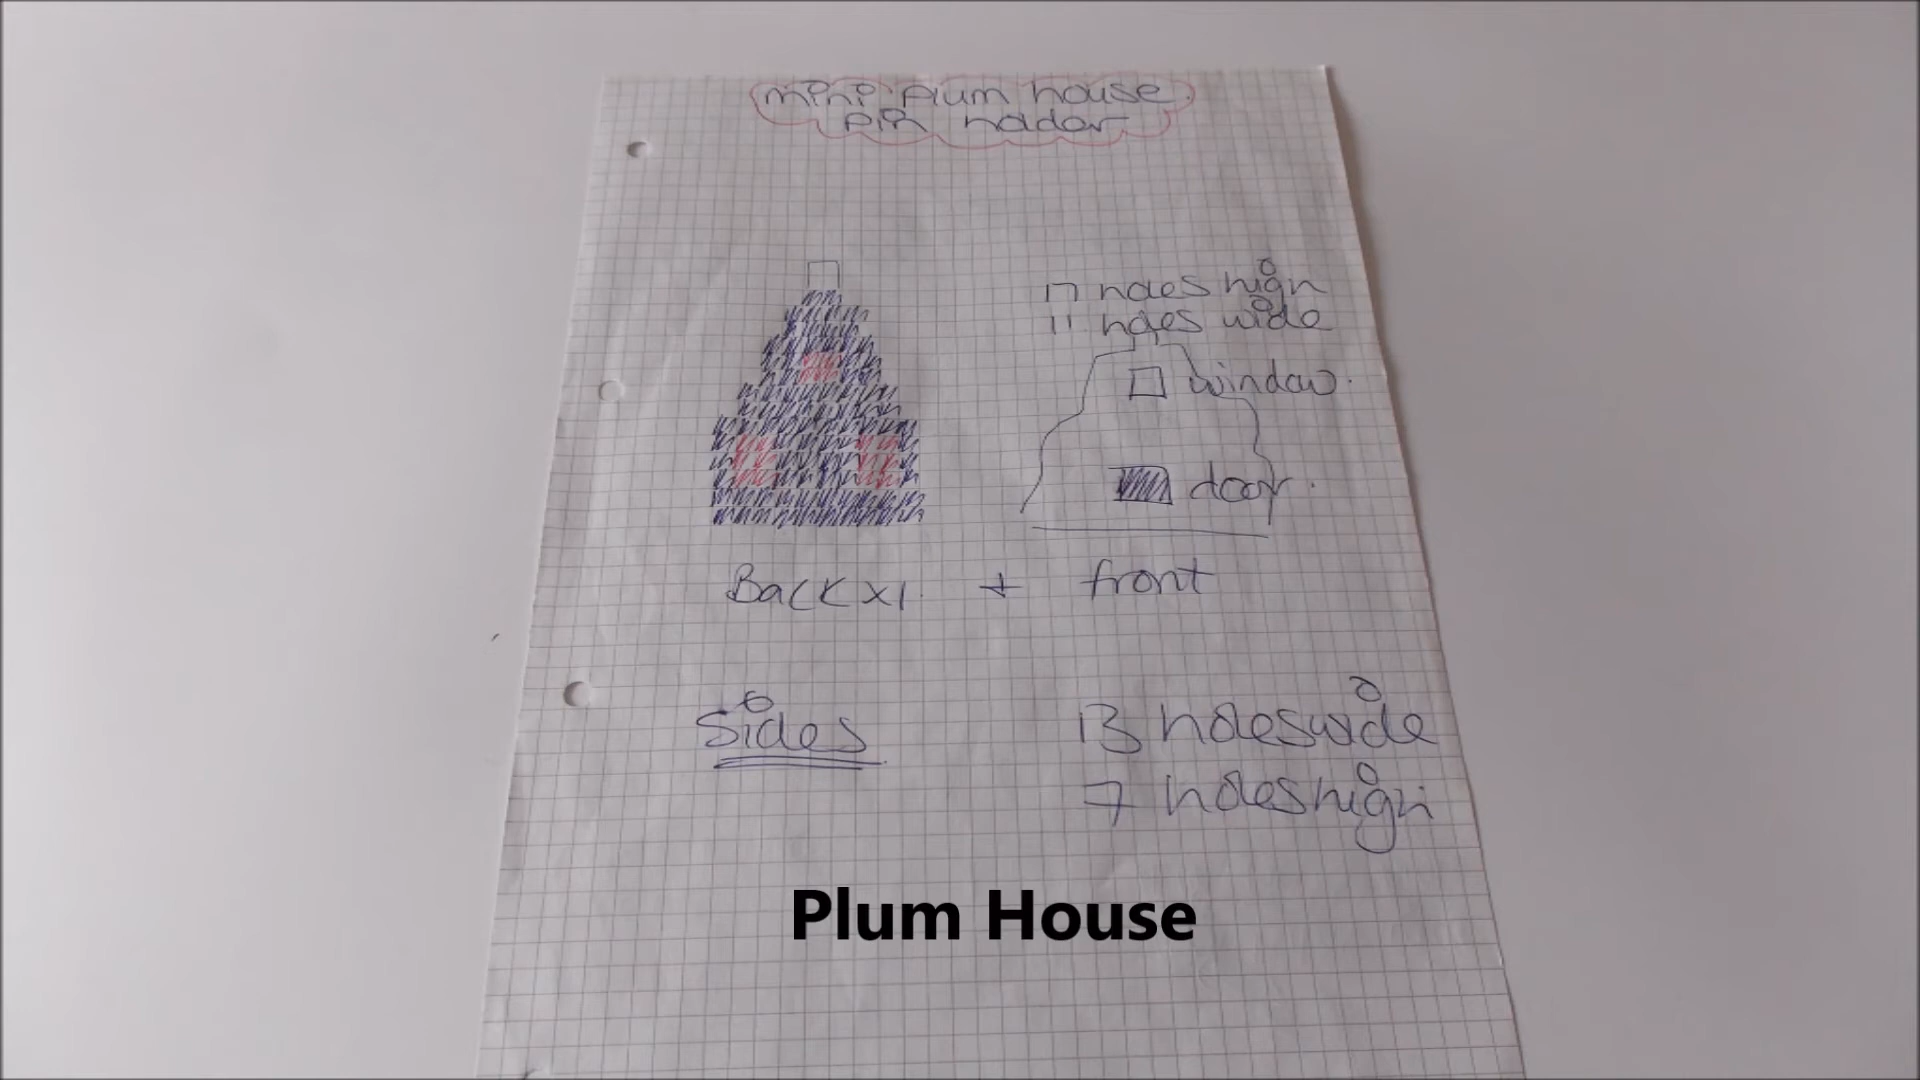 mini plum house
pin holder
17 holes high
11 holes wide
window.
door.
Back x1. + front
Sides
13 holes wide
7 holes high
Plum House